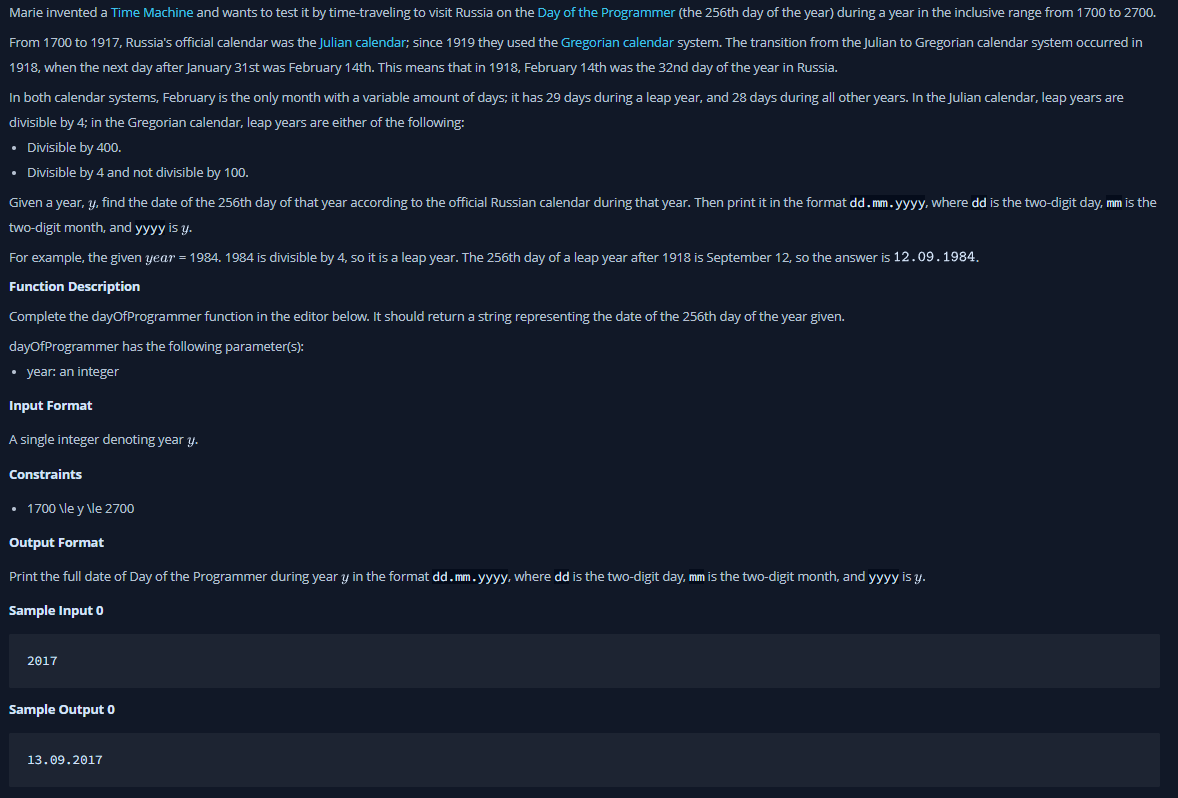 Marie invented a Time Machine and wants to test it by time-traveling to visit Russia on the Day of the Programmer (the 256th day of the year) during a year in the inclusive range from 1700 to 2700.
From 1700 to 1917, Russia's official calendar was the Julian calendar; since 1919 they used the Gregorian calendar system. The transition from the Julian to Gregorian calendar system occurred in
1918, when the next day after January 31st was February 14th. This means that in 1918, February 14th was the 32nd day of the year in Russia.
In both calendar systems, February is the only month with a variable amount of days; it has 29 days during a leap year, and 28 days during all other years. In the Julian calendar, leap years are
divisible by 4; in the Gregorian calendar, leap years are either of the following:
• Divisible by 400.
• Divisible by 4 and not divisible by 100.
Given a year, y, find the date of the 256th day of that year according to the official Russian calendar during that year. Then print it in the format dd.mm.yyyy, where dd is the two-digit day, mm is the
two-digit month, and yyyy is y.
For example, the given year = 1984. 1984 is divisible by 4, so it is a leap year. The 256th day of a leap year after 1918 is September 12, so the answer is 12.09.1984.
Function Description
Complete the dayOfProgrammer function in the editor below. It should return a string representing the date of the 256th day of the year given.
dayOfProgrammer has the following parameter(s):
• year: an integer
Input Format
A single integer denoting year y.
Constraints
• 1700 \le y \le 2700
Output Format
Print the full date of Day of the Programmer during year y in the format dd.mm.yyyy, where dd is the two-digit day, mm is the two-digit month, and yyyy is y.
Sample Input 0
2017
Sample Output 0
13.09.2017